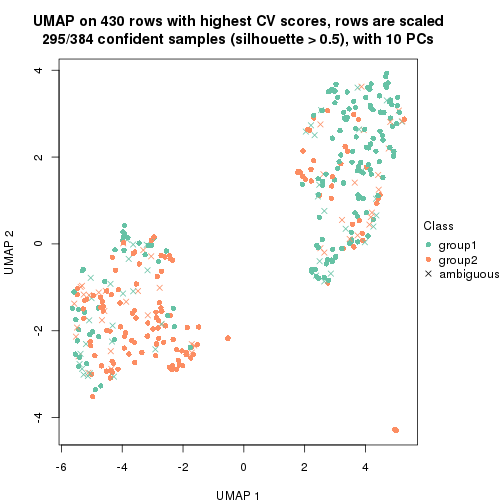 UMAP on 430 rows with highest CV scores, rows are scaled
295/384 confident samples (silhouette > 0.5), with 10 PCs
4
2
0
-2
-4
UMAP 2
-6
-4
-2
0
2
4
UMAP 1
Class
group1
group2
ambiguous